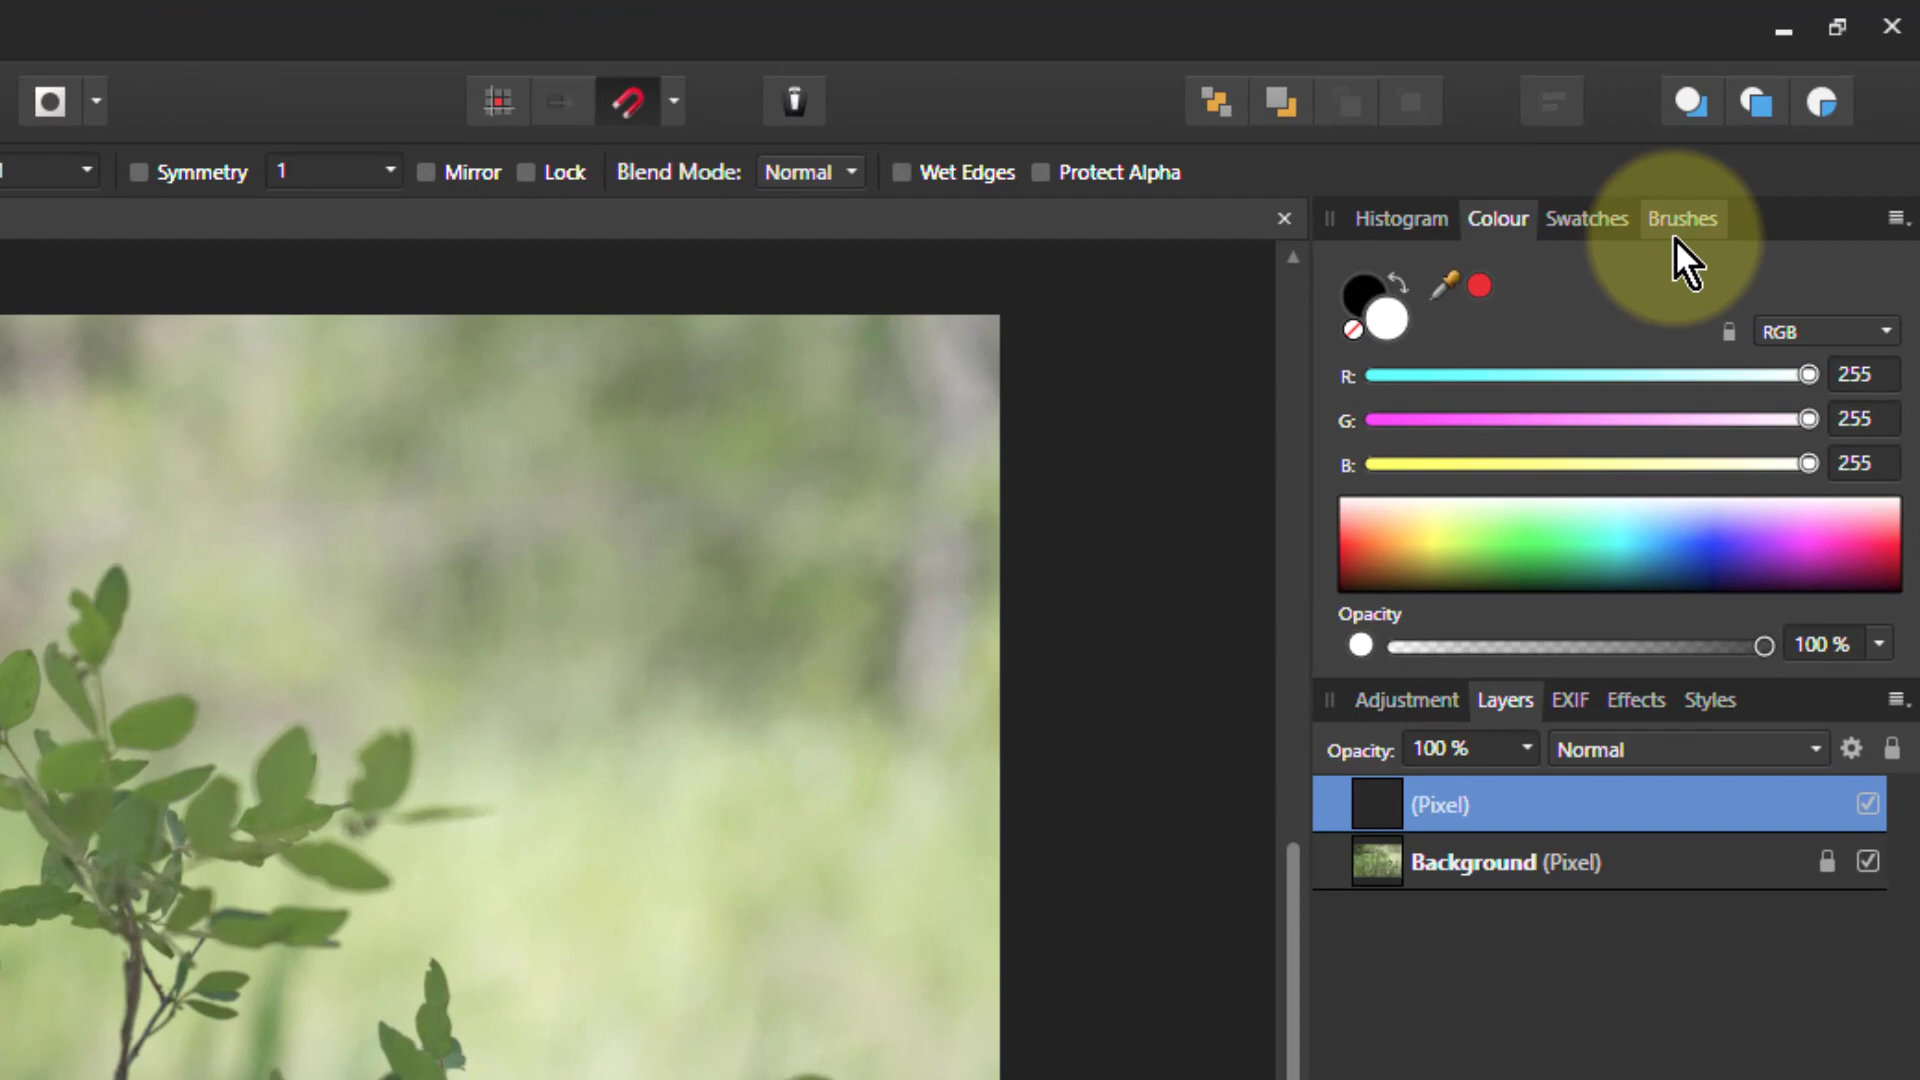 Symmetry 1 Mirror Lock Blend Mode: Normal Wet Edges Protect Alpha
Histogram Colour Swatches Brushes
RGB
R: 255
G: 255
B: 255
Opacity
100 %
Adjustment Layers EXIF Effects Styles
Opacity: 100 % Normal
(Pixel)
Background (Pixel)